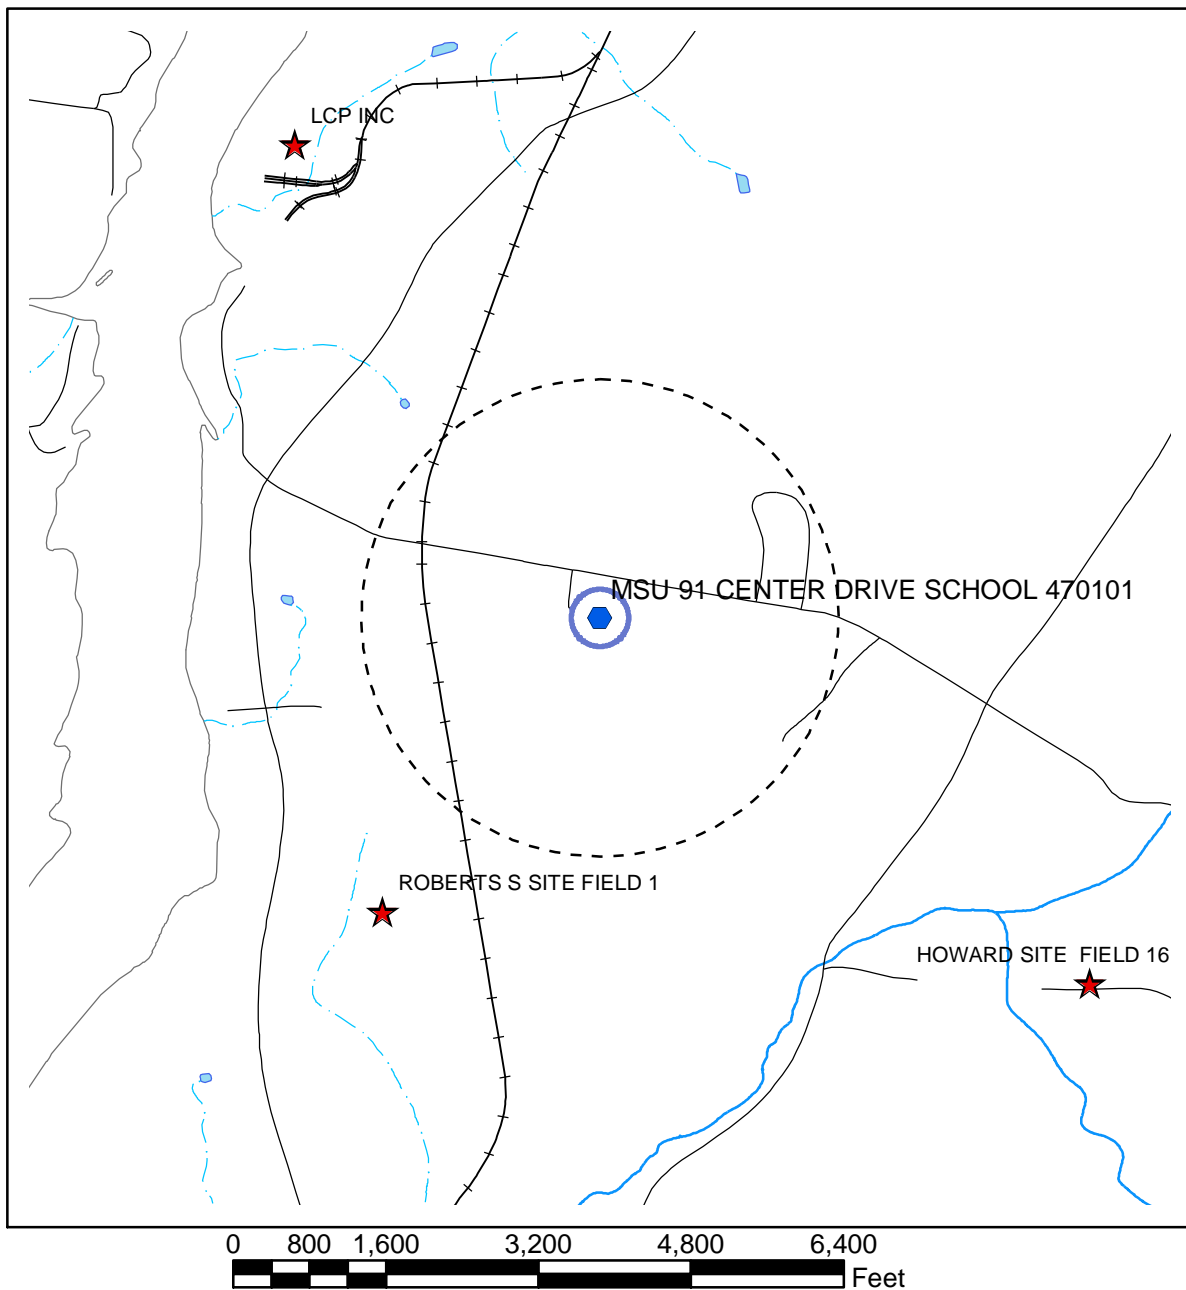 LCP INC
MSU 91 CENTER DRIVE SCHOOL 470101
ROBERTS S SITE FIELD 1
HOWARD SITE  FIELD 16
0 800 1,600 3,200 4,800 6,400
Feet